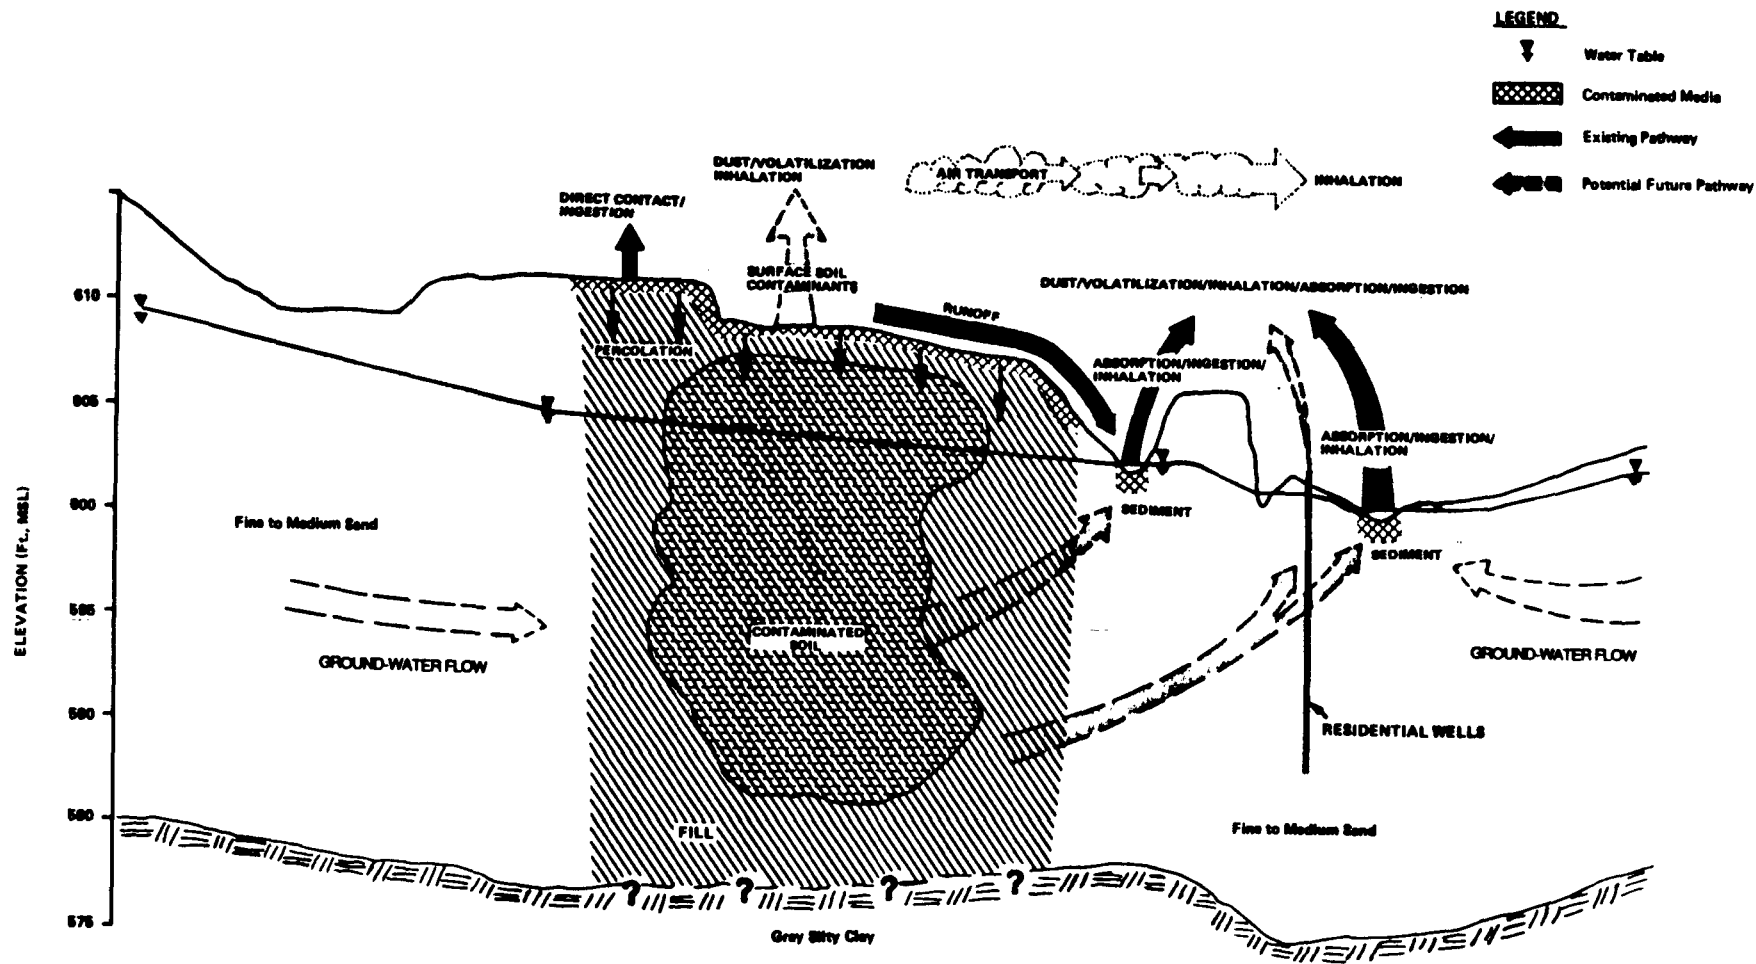 LEGEND
Water Table
Contaminated Media
Existing Pathway
Potential Future Pathway
DUST/VOLATILIZATION
INHALATION
AIR TRANSPORT
INHALATION
DIRECT CONTACT/
INGESTION
SURFACE SOIL
CONTAMINANTS
DUST/VOLATILIZATION/INHALATION/ABSORPTION/INGESTION
RUNOFF
610
PERCOLATION
ABSORPTION/INGESTION/
INHALATION
605
ABSORPTION/INGESTION/
INHALATION
600
SEDIMENT
Fine to Medium Sand
SEDIMENT
ELEVATION (Ft., MSL)
595
CONTAMINATED
SOIL
GROUND-WATER FLOW
GROUND-WATER FLOW
590
RESIDENTIAL WELLS
580
FILL
Fine to Medium Sand
? ? ? ?
575
Gray Silty Clay